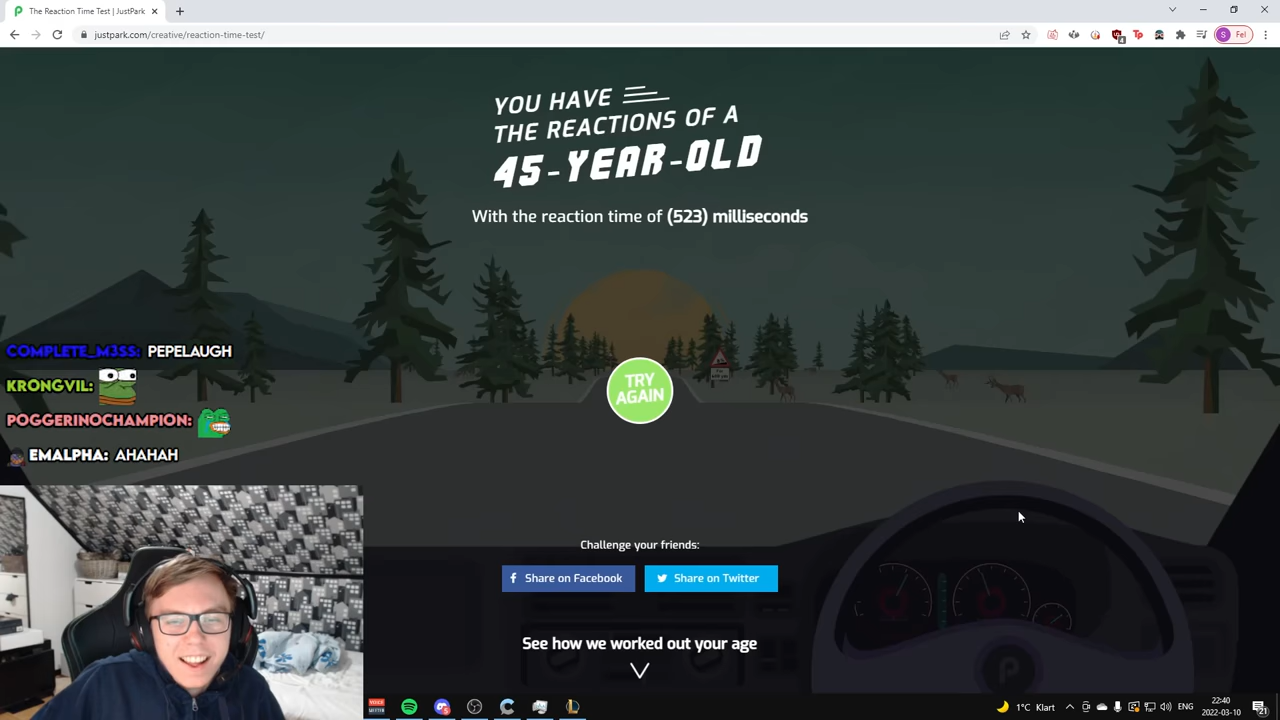 The Reaction Time Test | JustPark
justpark.com/creative/reaction-time-test/
Fel
YOU HAVE
THE REACTIONS OF A
45-YEAR-OLD
With the reaction time of (523) milliseconds
COMPLETE_M3SS: PEPELAUGH
KRONGVIL:
POGGERINOCHAMPION:
EMALPHA: AHAHAH
TRY
AGAIN
Challenge your friends:
Share on Facebook
Share on Twitter
See how we worked out your age
1°C Klart
ENG
22:40
2022-03-10